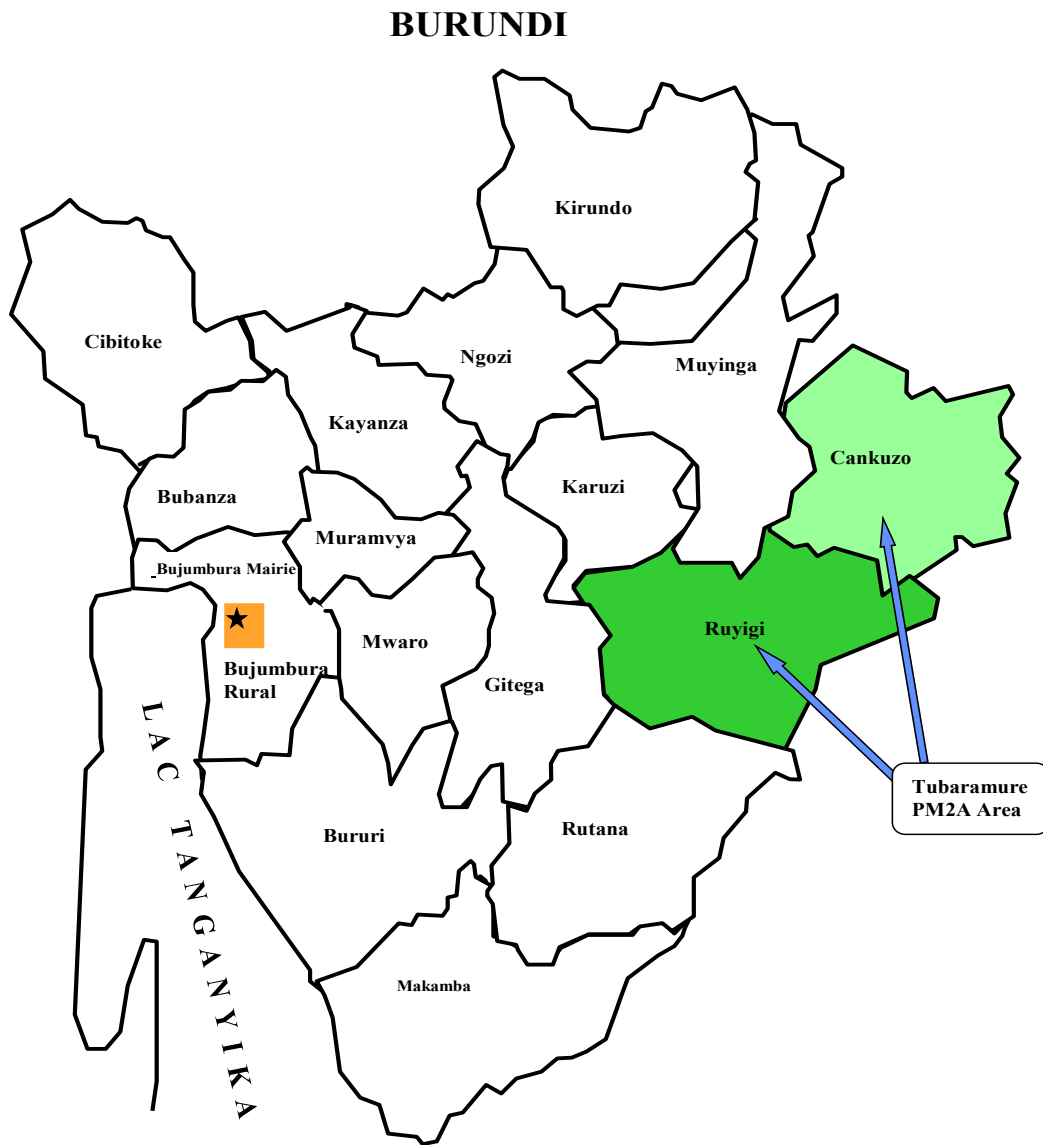 BURUNDI
Kirundo
Cibitoke
Ngozi
Muyinga
Kayanza
Cankuzo
Karuzi
Bubanza
Muramvya
-Bujumbura Mairie
Ruyigi
Mwaro
Bujumbura
Rural
Gitega
Tubaramure
PM2A Area
Bururi
Rutana
Makamba
LAC TANGANYIKA